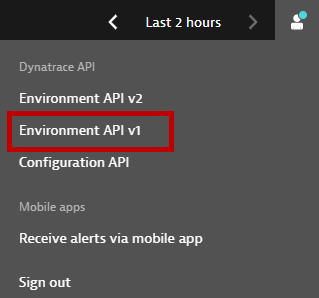 Last 2 hours
Dynatrace API
Environment API v2
Environment API v1
Configuration API
Mobile apps
Receive alerts via mobile app
Sign out